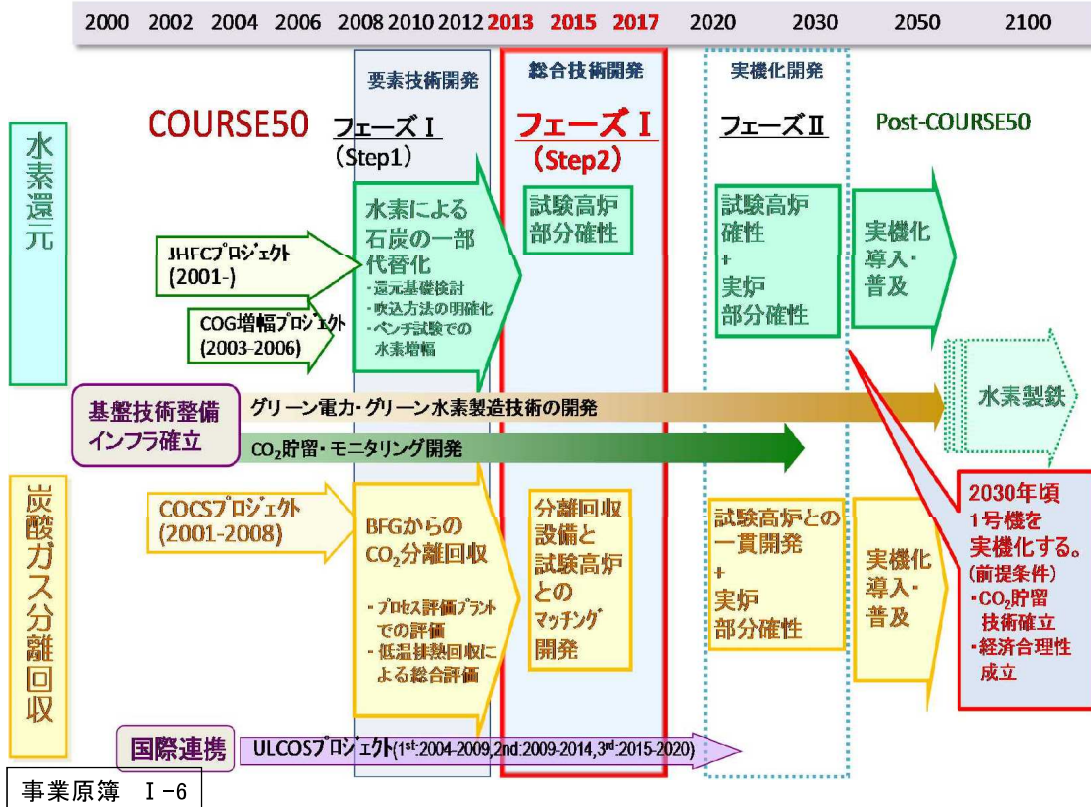 2000 2002 2004 2006 2008 2010 2012 2013 2015 2017 2020 2030 2050 2100
要素技術開発
総合技術開発
実機化開発
COURSE50
フェーズⅠ
(Step1)
フェーズⅠ
(Step2)
フェーズⅡ
Post-COURSE50
水素還元
JHFCプロジェクト
(2001-)
COG増幅プロジェクト
(2003-2006)
水素による
石炭の一部
代替化
・還元基礎検討
・吹込方法の明確化
・ベンチ試験での
水素増幅
試験高炉
部分確性
試験高炉
確性
+
実炉
部分確性
実機化
導入・
普及
水素製鉄
基盤技術整備
インフラ確立
グリーン電力・グリーン水素製造技術の開発
CO₂貯留・モニタリング開発
炭酸ガス分離回収
COCSプロジェクト
(2001-2008)
BFGからの
CO₂分離回収
・プロセス評価プラント
での評価
・低温排熱回収に
よる総合評価
分離回収
設備と
試験高炉
との
マッチング
開発
試験高炉との
一貫開発
+
実炉
部分確性
実機化
導入・
普及
2030年頃
1号機を
実機化する。
(前提条件)
・CO₂貯留
技術確立
・経済合理性
成立
国際連携
ULCOSプロジェクト(1st:2004-2009,2nd:2009-2014,3rd:2015-2020)
事業原簿 Ⅰ-6